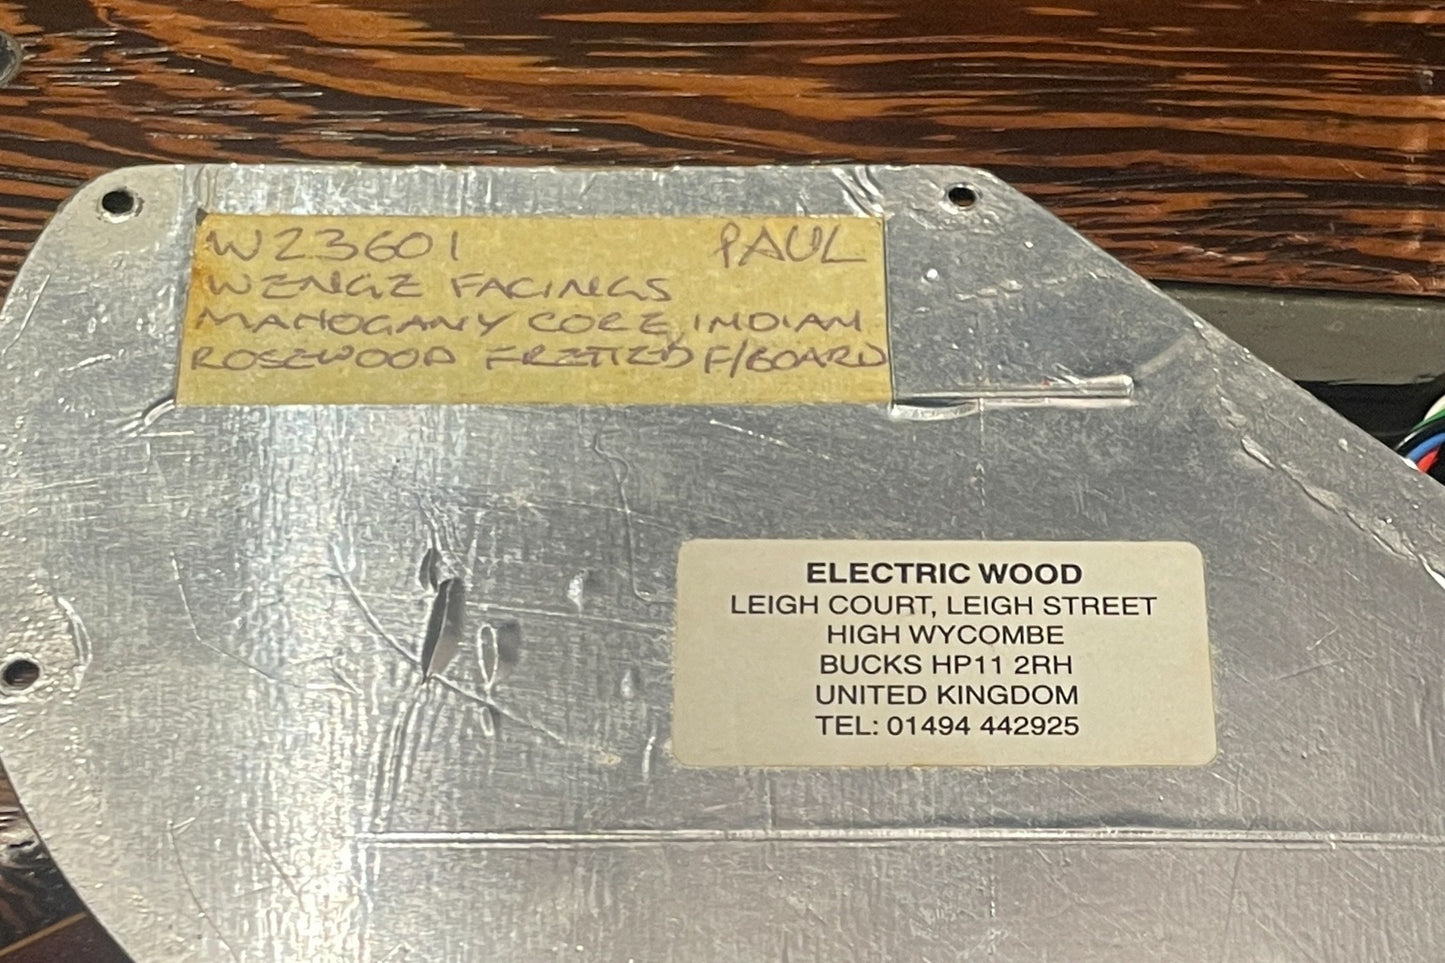 W23601 PAUL
WENGE FACINGS
MAHOGANY CORE, INDIAN
ROSEWOOD FRETTED F/BOARD
ELECTRIC WOOD
LEIGH COURT, LEIGH STREET
HIGH WYCOMBE
BUCKS HP11 2RH
UNITED KINGDOM
TEL: 01494 442925